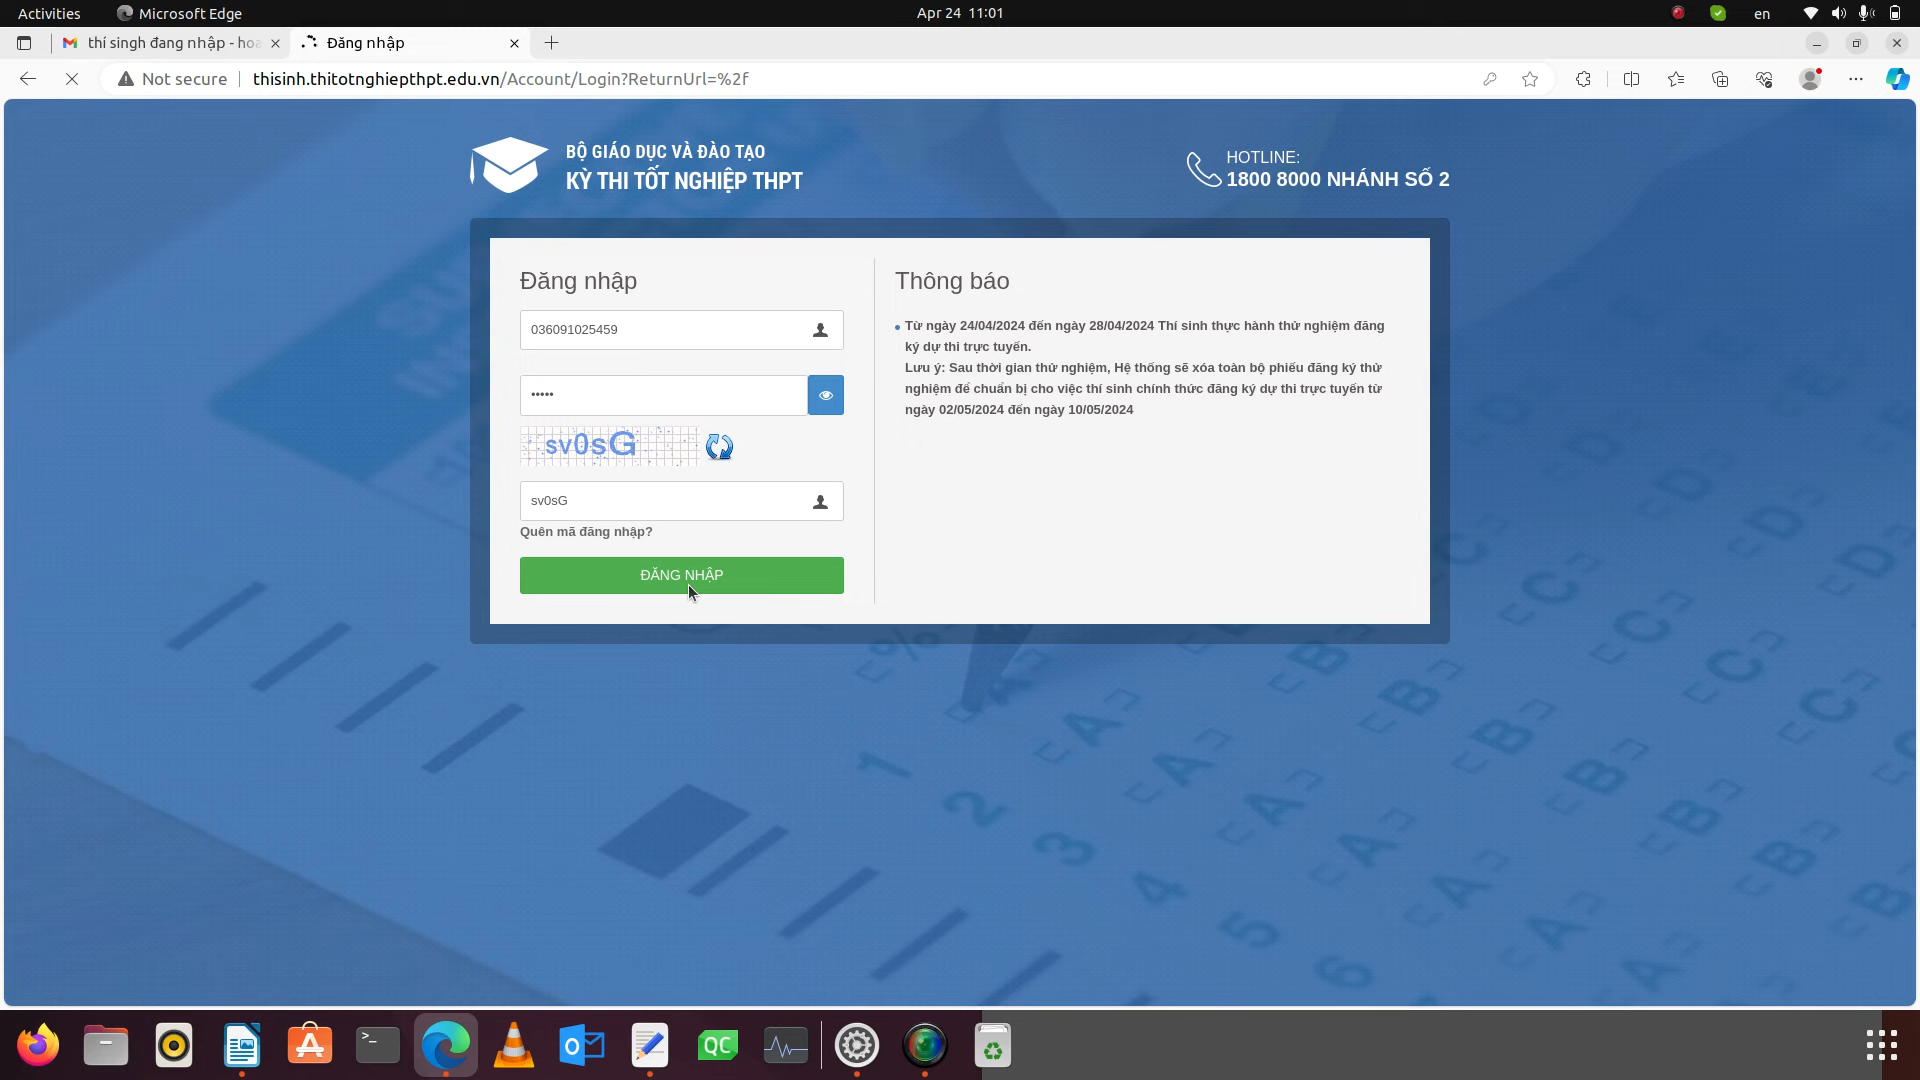 Activities
Microsoft Edge
Apr 24 11:01
en
thí singh đang nhập - hoa
Đăng nhập
Not secure
thisinh.thitotnghiepthpt.edu.vn/Account/Login?ReturnUrl=%2f
BỘ GIÁO DỤC VÀ ĐÀO TẠO
KỲ THI TỐT NGHIỆP THPT
HOTLINE:
1800 8000 NHÁNH SỐ 2
Đăng nhập
036091025459
•••••
sv0sG
sv0sG
Quên mã đăng nhập?
ĐĂNG NHẬP
Thông báo
Từ ngày 24/04/2024 đến ngày 28/04/2024 Thí sinh thực hành thử nghiệm đăng
ký dự thi trực tuyến.
Lưu ý: Sau thời gian thử nghiệm, Hệ thống sẽ xóa toàn bộ phiếu đăng ký thử
nghiệm để chuẩn bị cho việc thí sinh chính thức đăng ký dự thi trực tuyến từ
ngày 02/05/2024 đến ngày 10/05/2024
QC